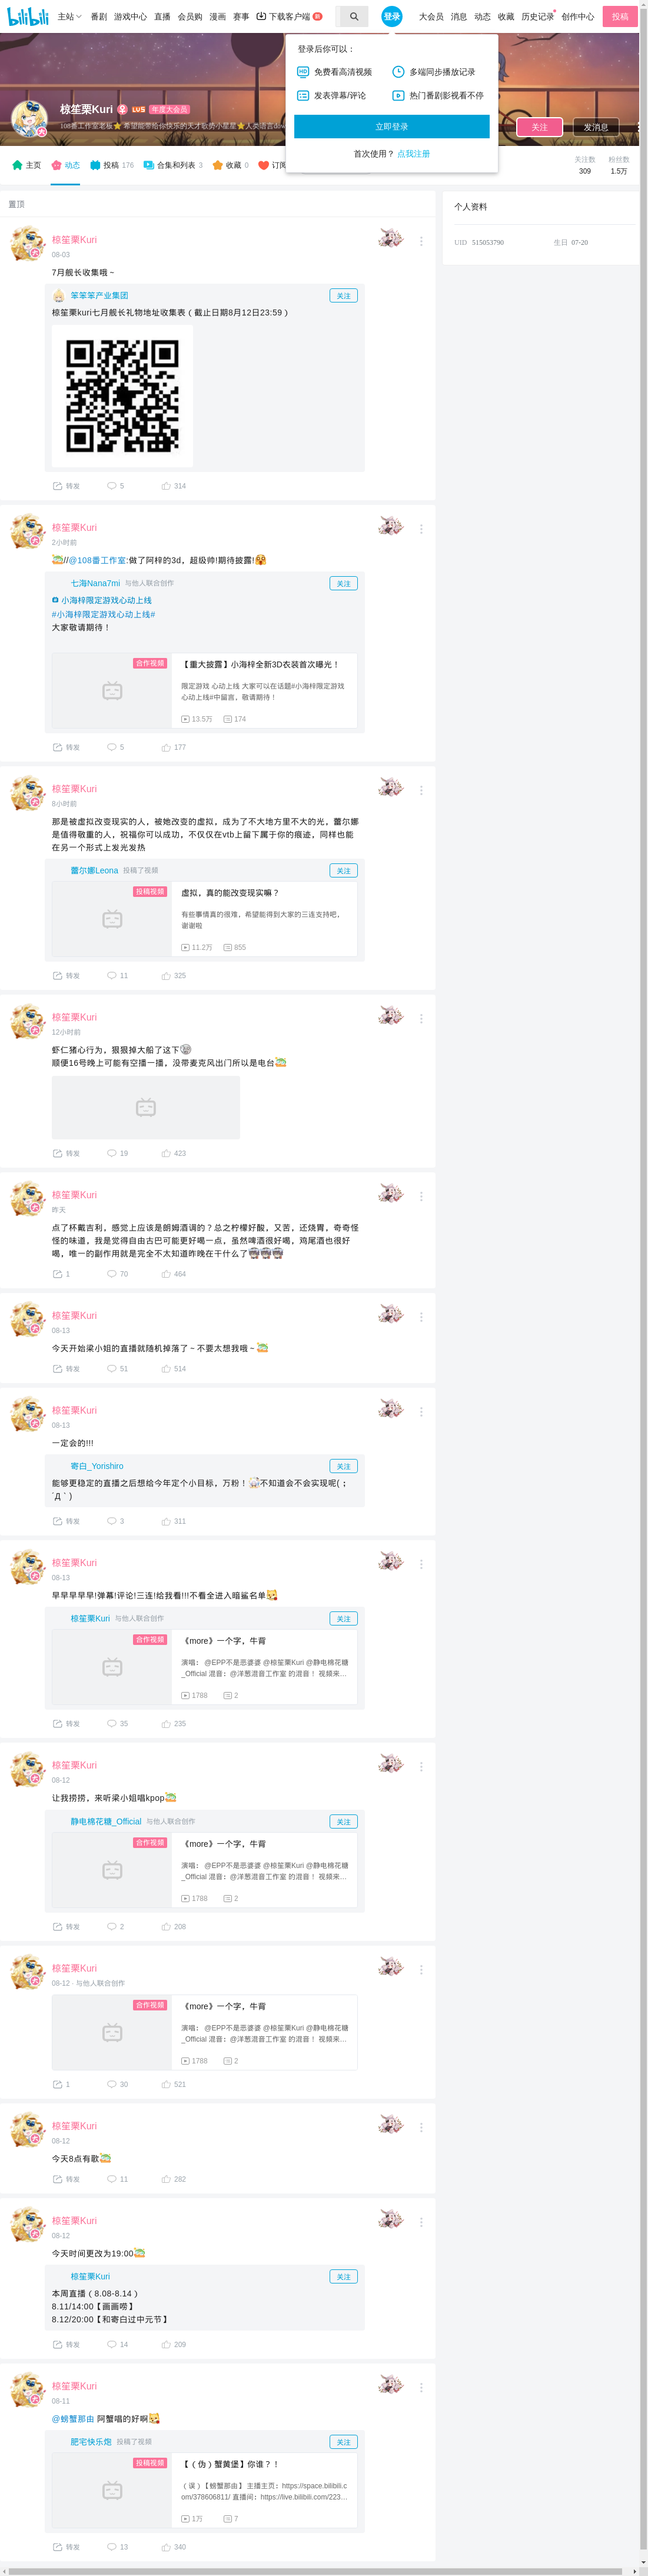 bilibili 主站 番剧 游戏中心 直播 会员购 漫画 赛事 下载客户端 登录 大会员 消息 动态 收藏 历史记录 创作中心 投稿
登录后你可以：
免费看高清视频 多端同步播放记录
发表弹幕/评论 热门番剧影视看不停
立即登录
首次使用？ 点我注册
椋笙栗Kuri LV5 年度大会员
108番工作室老板⭐ 希望能带给你快乐的天才歌势小星星⭐人类语言dow
关注 发消息
主页 动态 投稿 176 合集和列表 3 收藏 0 订阅
关注数 粉丝数
309 1.5万
置顶
个人资料
UID 515053790 生日 07-20
椋笙栗Kuri
08-03
7月舰长收集哦～
笨笨笨产业集团 关注
椋笙栗kuri七月舰长礼物地址收集表（截止日期8月12日23:59）
转发 5 314
椋笙栗Kuri
2小时前
//@108番工作室:做了阿梓的3d，超级帅!期待披露!
七海Nana7mi 与他人联合创作 关注
小海梓限定游戏心动上线
#小海梓限定游戏心动上线#
大家敬请期待！
合作视频
【重大披露】小海梓全新3D衣装首次曝光！
限定游戏 心动上线 大家可以在话题#小海梓限定游戏
心动上线#中留言，敬请期待！
13.5万 174
转发 5 177
椋笙栗Kuri
8小时前
那是被虚拟改变现实的人，被她改变的虚拟，成为了不大地方里不大的光，蕾尔娜
是值得敬重的人，祝福你可以成功，不仅仅在vtb上留下属于你的痕迹，同样也能
在另一个形式上发光发热
蕾尔娜Leona 投稿了视频 关注
投稿视频
虚拟，真的能改变现实嘛？
有些事情真的很难，希望能得到大家的三连支持吧，
谢谢啦
11.2万 855
转发 11 325
椋笙栗Kuri
12小时前
虾仁猪心行为，狠狠掉大船了这下
顺便16号晚上可能有空播一播，没带麦克风出门所以是电台
转发 19 423
椋笙栗Kuri
昨天
点了杯戴吉利，感觉上应该是朗姆酒调的？总之柠檬好酸，又苦，还烧胃，奇奇怪
怪的味道，我是觉得自由古巴可能更好喝一点，虽然啤酒很好喝，鸡尾酒也很好
喝，唯一的副作用就是完全不太知道昨晚在干什么了
1 70 464
椋笙栗Kuri
08-13
今天开始梁小姐的直播就随机掉落了～不要太想我哦～
转发 51 514
椋笙栗Kuri
08-13
一定会的!!!
寄白_Yorishiro 关注
能够更稳定的直播之后想给今年定个小目标，万粉！不知道会不会实现呢(；
´Д｀)
转发 3 311
椋笙栗Kuri
08-13
早早早早早!弹幕!评论!三连!给我看!!!不看全进入暗鲨名单
椋笙栗Kuri 与他人联合创作 关注
合作视频
《more》一个字，牛背
演唱： @EPP不是恶婆婆 @椋笙栗Kuri @静电棉花糖
_Official 混音：@洋葱混音工作室 的混音！ 视频来...
1788 2
转发 35 235
椋笙栗Kuri
08-12
让我捞捞，来听梁小姐唱kpop
静电棉花糖_Official 与他人联合创作 关注
合作视频
《more》一个字，牛背
演唱： @EPP不是恶婆婆 @椋笙栗Kuri @静电棉花糖
_Official 混音：@洋葱混音工作室 的混音！ 视频来...
1788 2
转发 2 208
椋笙栗Kuri
08-12 · 与他人联合创作
合作视频
《more》一个字，牛背
演唱： @EPP不是恶婆婆 @椋笙栗Kuri @静电棉花糖
_Official 混音：@洋葱混音工作室 的混音！ 视频来...
1788 2
1 30 521
椋笙栗Kuri
08-12
今天8点有歌
转发 11 282
椋笙栗Kuri
08-12
今天时间更改为19:00
椋笙栗Kuri 关注
本周直播（8.08-8.14）
8.11/14:00【画画唠】
8.12/20:00【和寄白过中元节】
转发 14 209
椋笙栗Kuri
08-11
@螃蟹那由 阿蟹唱的好啊
肥宅快乐炮 投稿了视频 关注
投稿视频
【（伪）蟹黄堡】你谁？！
（误）【螃蟹那由】 主播主页：https://space.bilibili.c
om/378606811/ 直播间：https://live.bilibili.com/223...
1万 7
转发 13 340